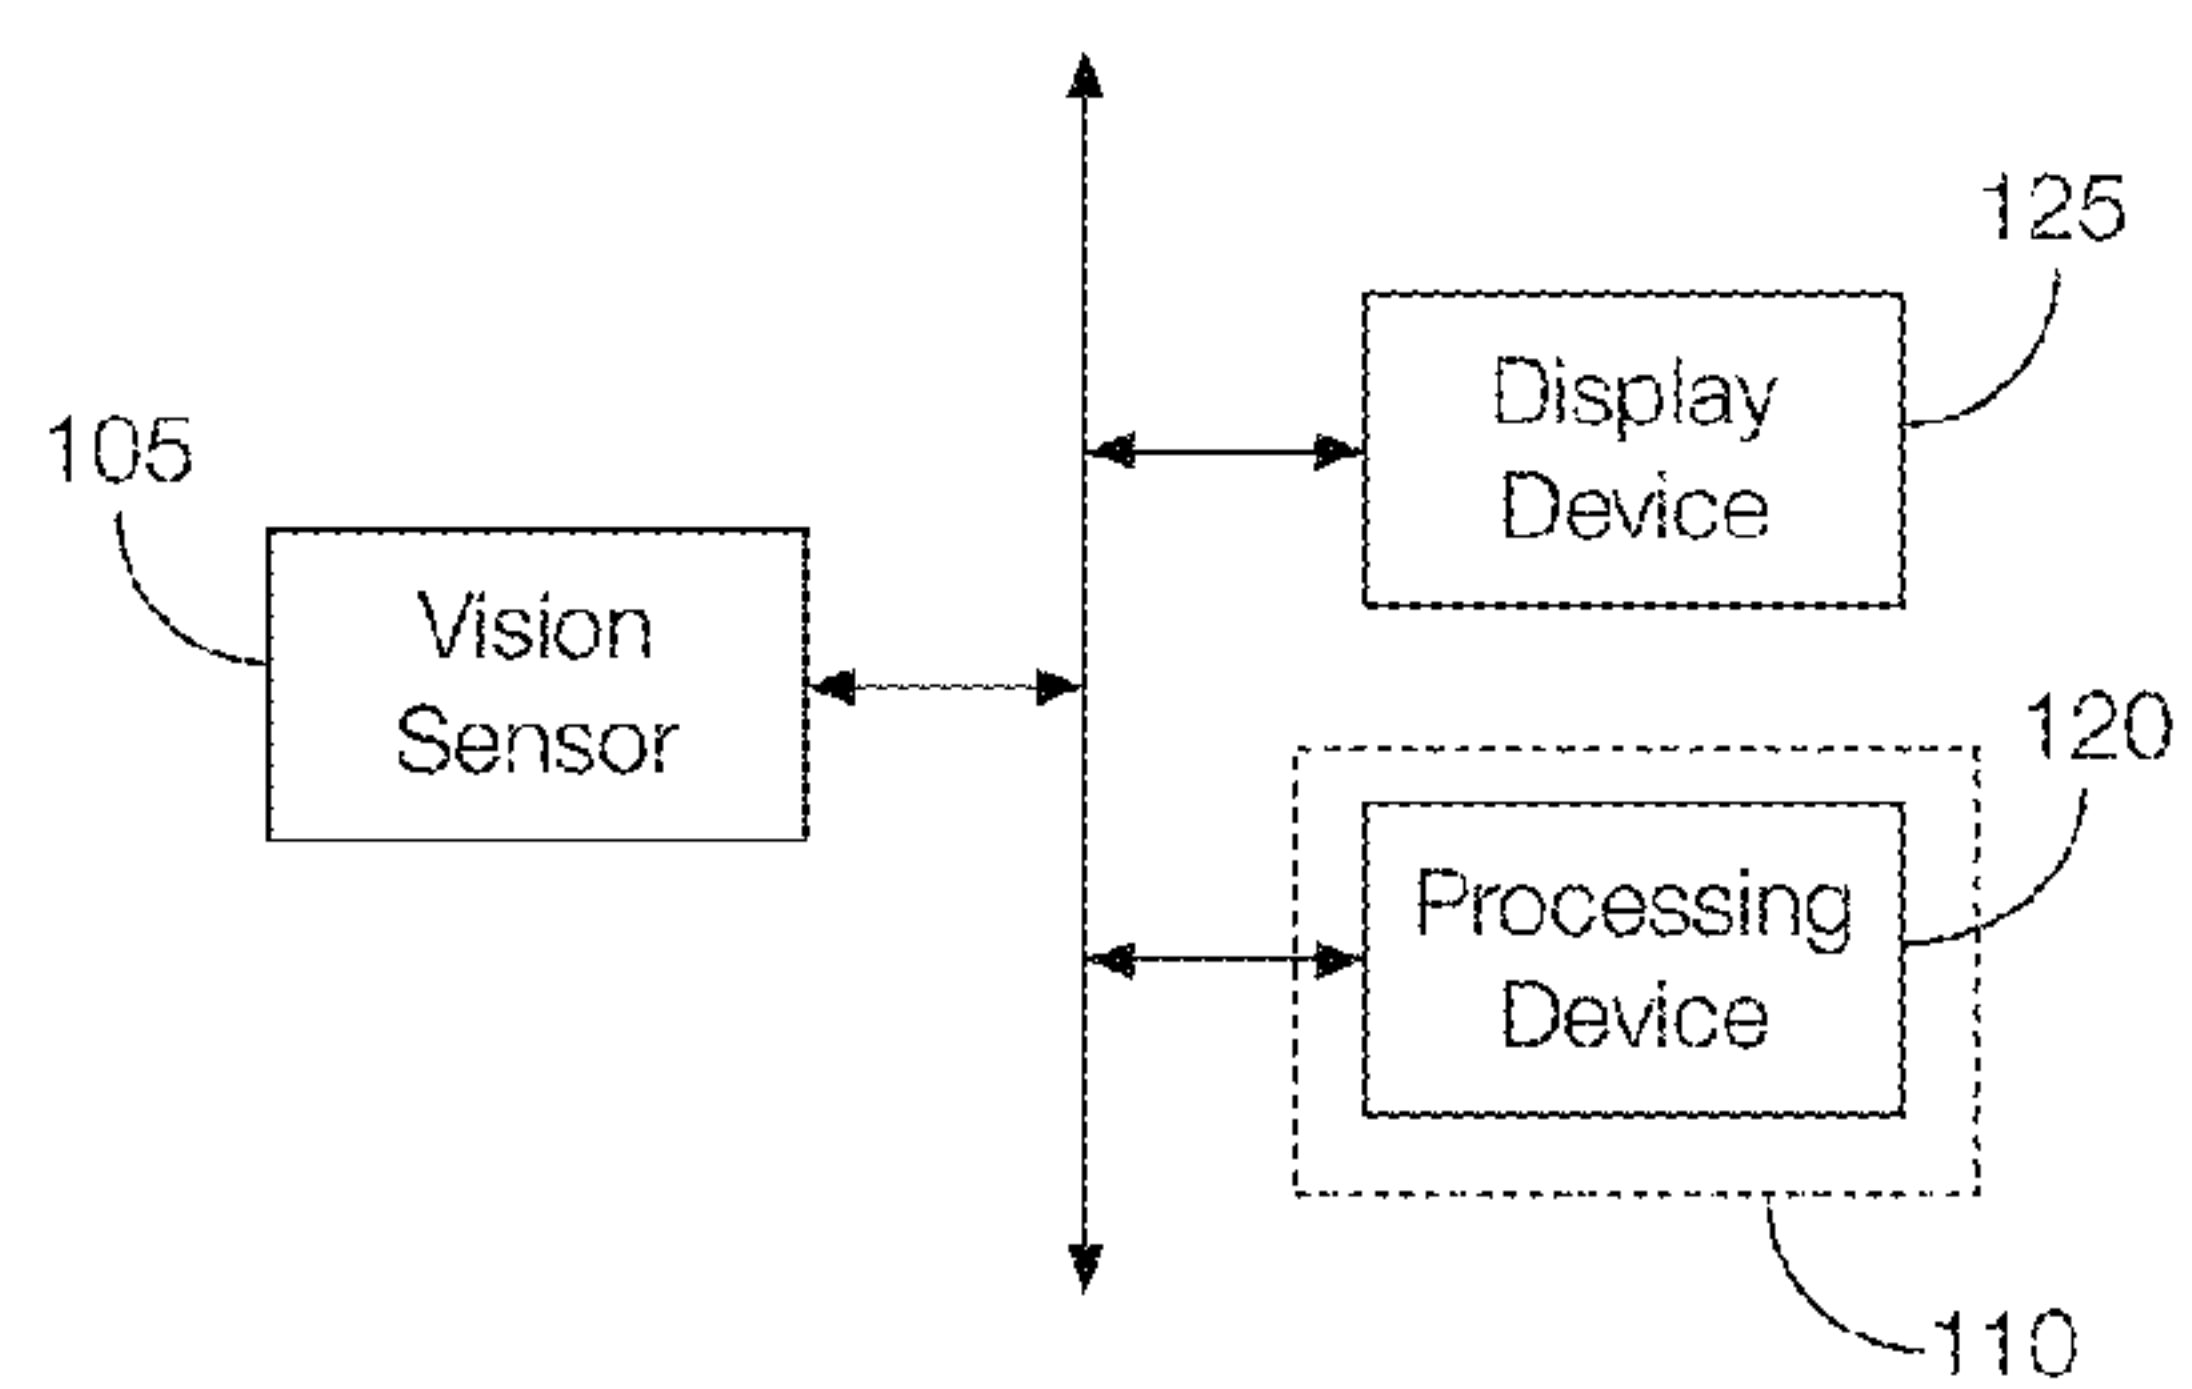 125
Display
Device
105
Vision
Sensor
120
Processing
Device
110